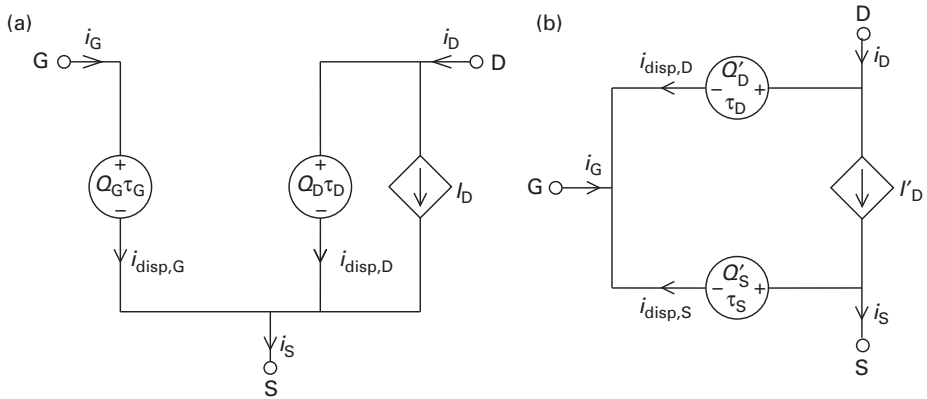 (a)
i_G
G
i_D
D
+
Q_Gτ_G
−
+
Q_Dτ_D
−
I_D
i_disp,G
i_disp,D
i_S
S
(b)
D
i_D
i_disp,D
Q'_D
− +
τ_D
i_G
G
I'_D
Q'_S
− +
τ_S
i_disp,S
i_S
S